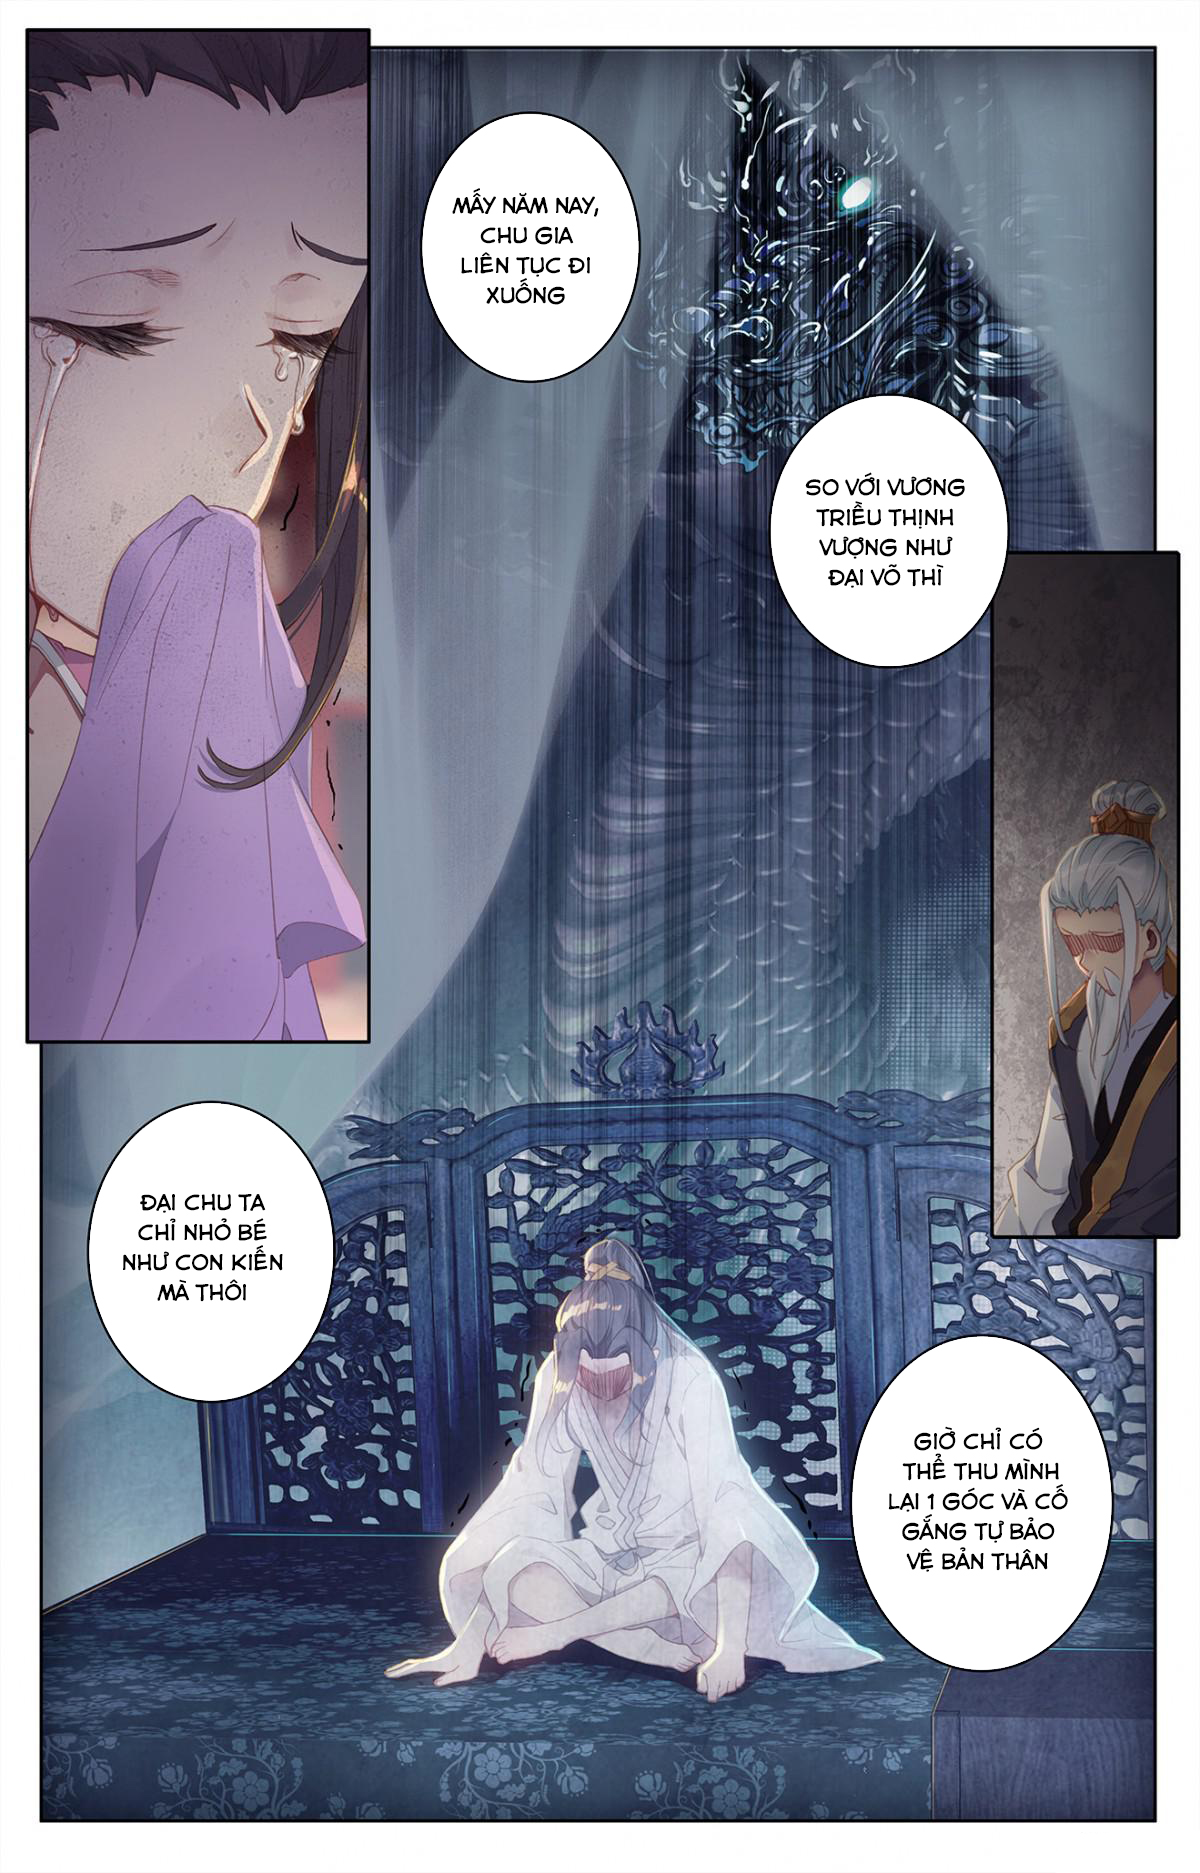 MẤY NĂM NAY,
CHU GIA
LIÊN TỤC ĐI
XUỐNG
SO VỚI VƯƠNG
TRIỀU THỊNH
VƯỢNG NHƯ
ĐẠI VÕ THÌ
ĐẠI CHU TA
CHỈ NHỎ BÉ
NHƯ CON KIẾN
MÀ THÔI
GIỜ CHỈ CÓ
THỂ THU MÌNH
LẠI 1 GÓC VÀ CỐ
GẮNG TỰ BẢO
VỆ BẢN THÂN